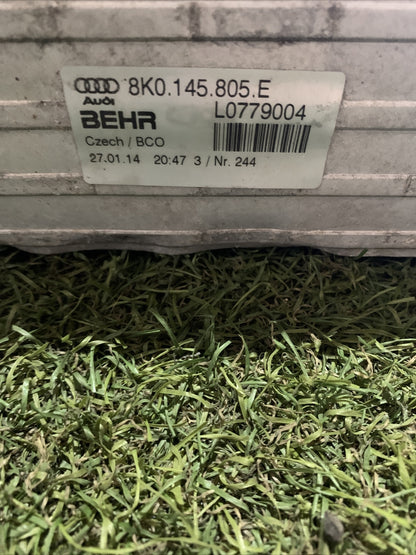 8K0.145.805.E
Audi
BEHR L0779004
Czech / BCO
27.01.14 20:47 3 / Nr. 244